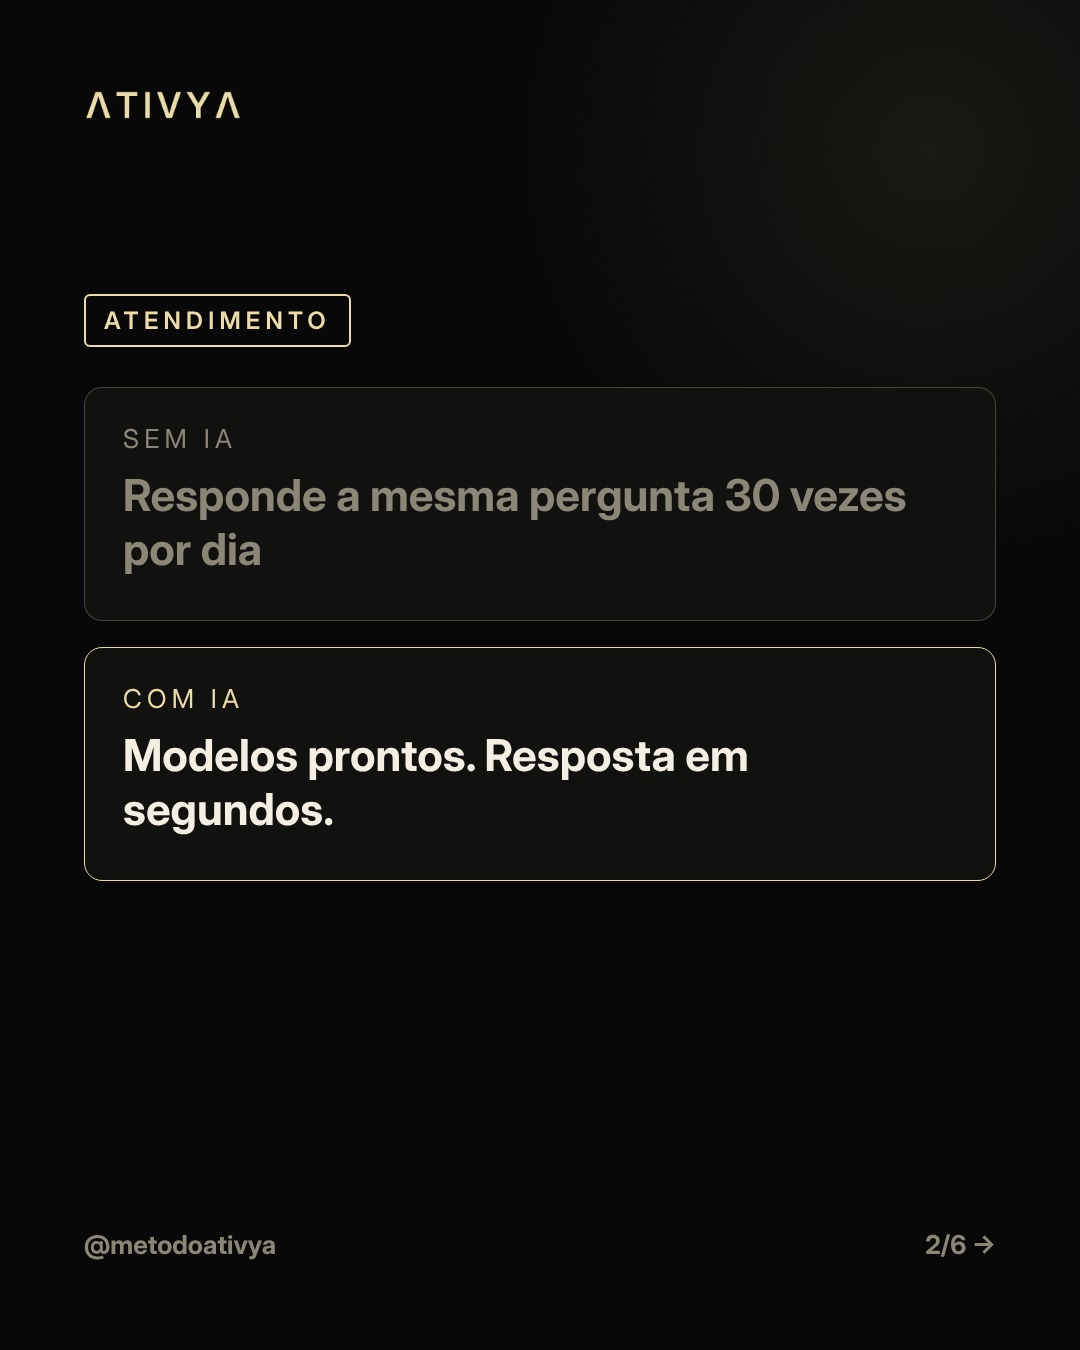 ATIVYA
ATENDIMENTO
SEM IA
Responde a mesma pergunta 30 vezes
por dia
COM IA
Modelos prontos. Resposta em
segundos.
@metodoativya
2/6 →